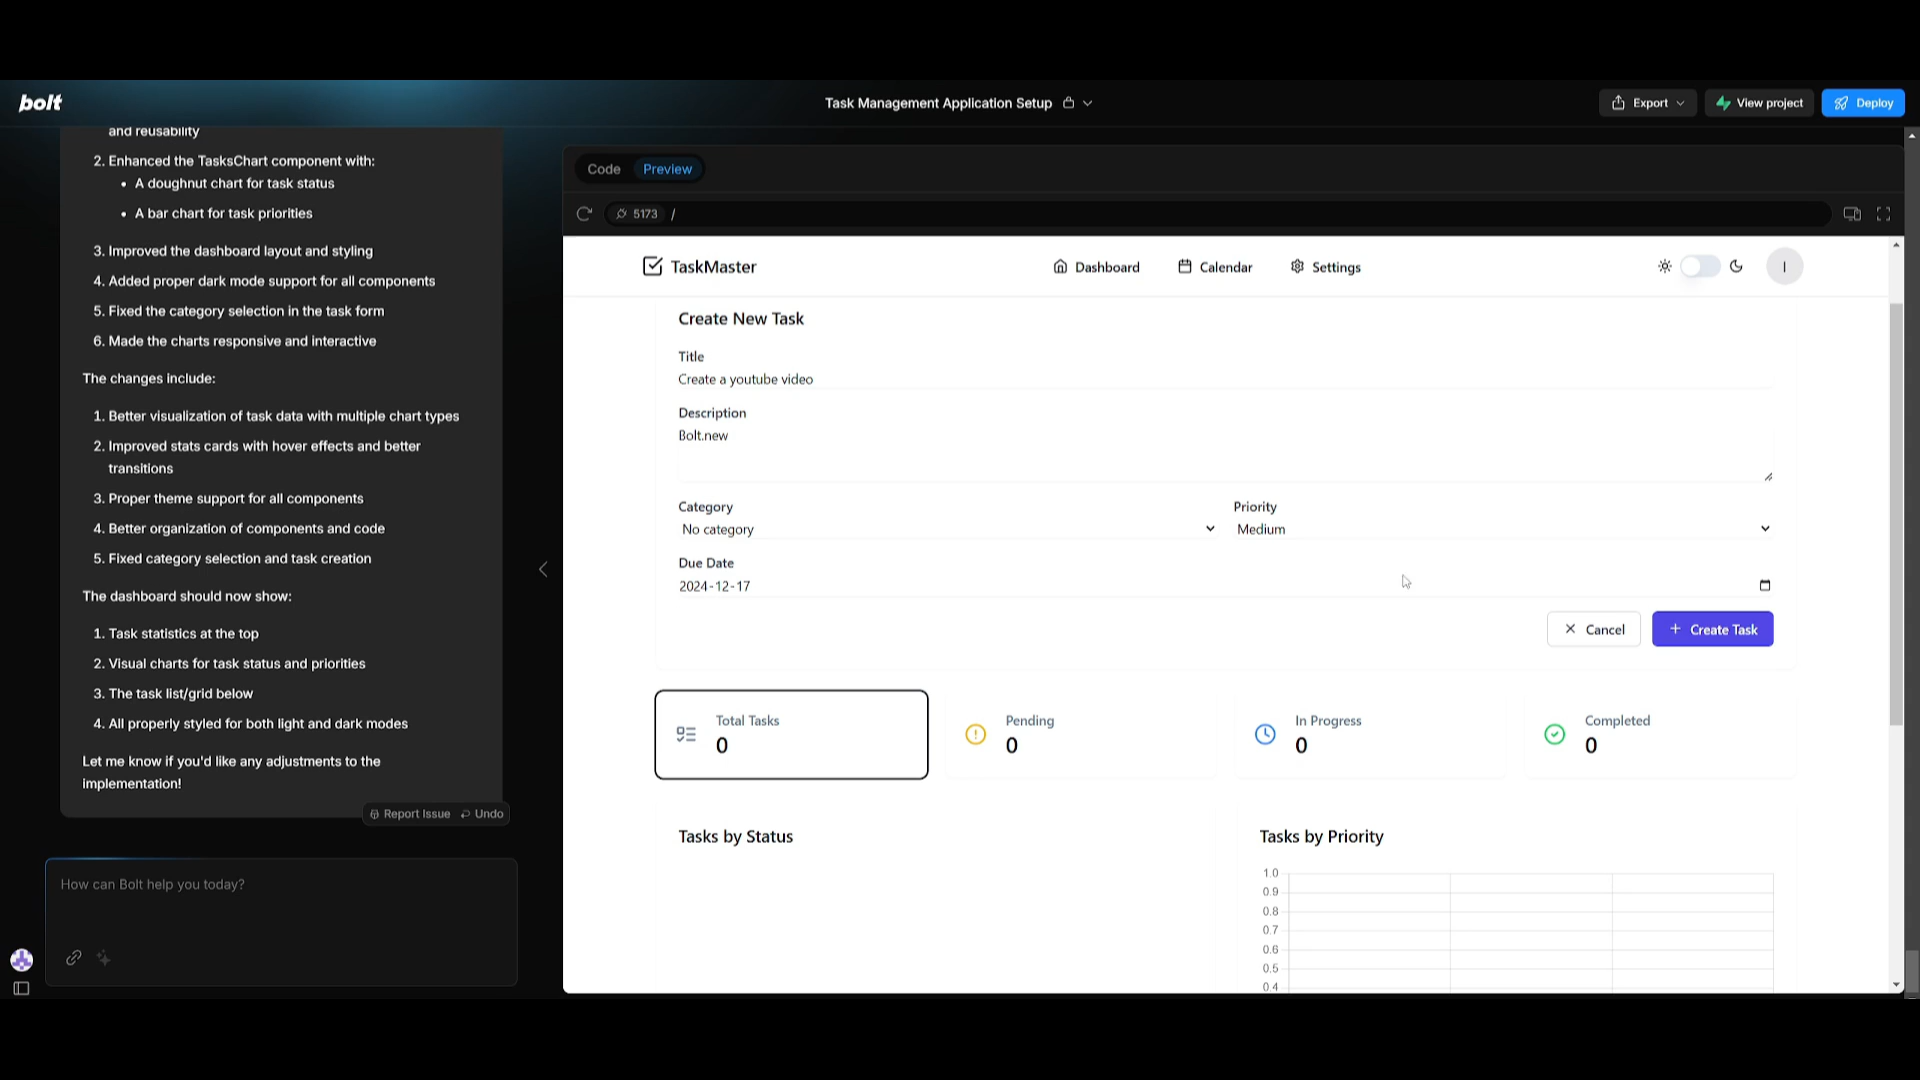 bolt
Task Management Application Setup
Export
View project
Deploy
and reusability
2. Enhanced the TasksChart component with:
• A doughnut chart for task status
• A bar chart for task priorities
3. Improved the dashboard layout and styling
4. Added proper dark mode support for all components
5. Fixed the category selection in the task form
6. Made the charts responsive and interactive
The changes include:
1. Better visualization of task data with multiple chart types
2. Improved stats cards with hover effects and better
transitions
3. Proper theme support for all components
4. Better organization of components and code
5. Fixed category selection and task creation
The dashboard should now show:
1. Task statistics at the top
2. Visual charts for task status and priorities
3. The task list/grid below
4. All properly styled for both light and dark modes
Let me know if you'd like any adjustments to the
implementation!
Report Issue
Undo
How can Bolt help you today?
Code
Preview
5173
/
TaskMaster
Dashboard
Calendar
Settings
I
Create New Task
Title
Create a youtube video
Description
Bolt.new
Category
Priority
No category
Medium
Due Date
2024-12-17
Cancel
Create Task
Total Tasks
0
Pending
0
In Progress
0
Completed
0
Tasks by Status
Tasks by Priority
1.0
0.9
0.8
0.7
0.6
0.5
0.4